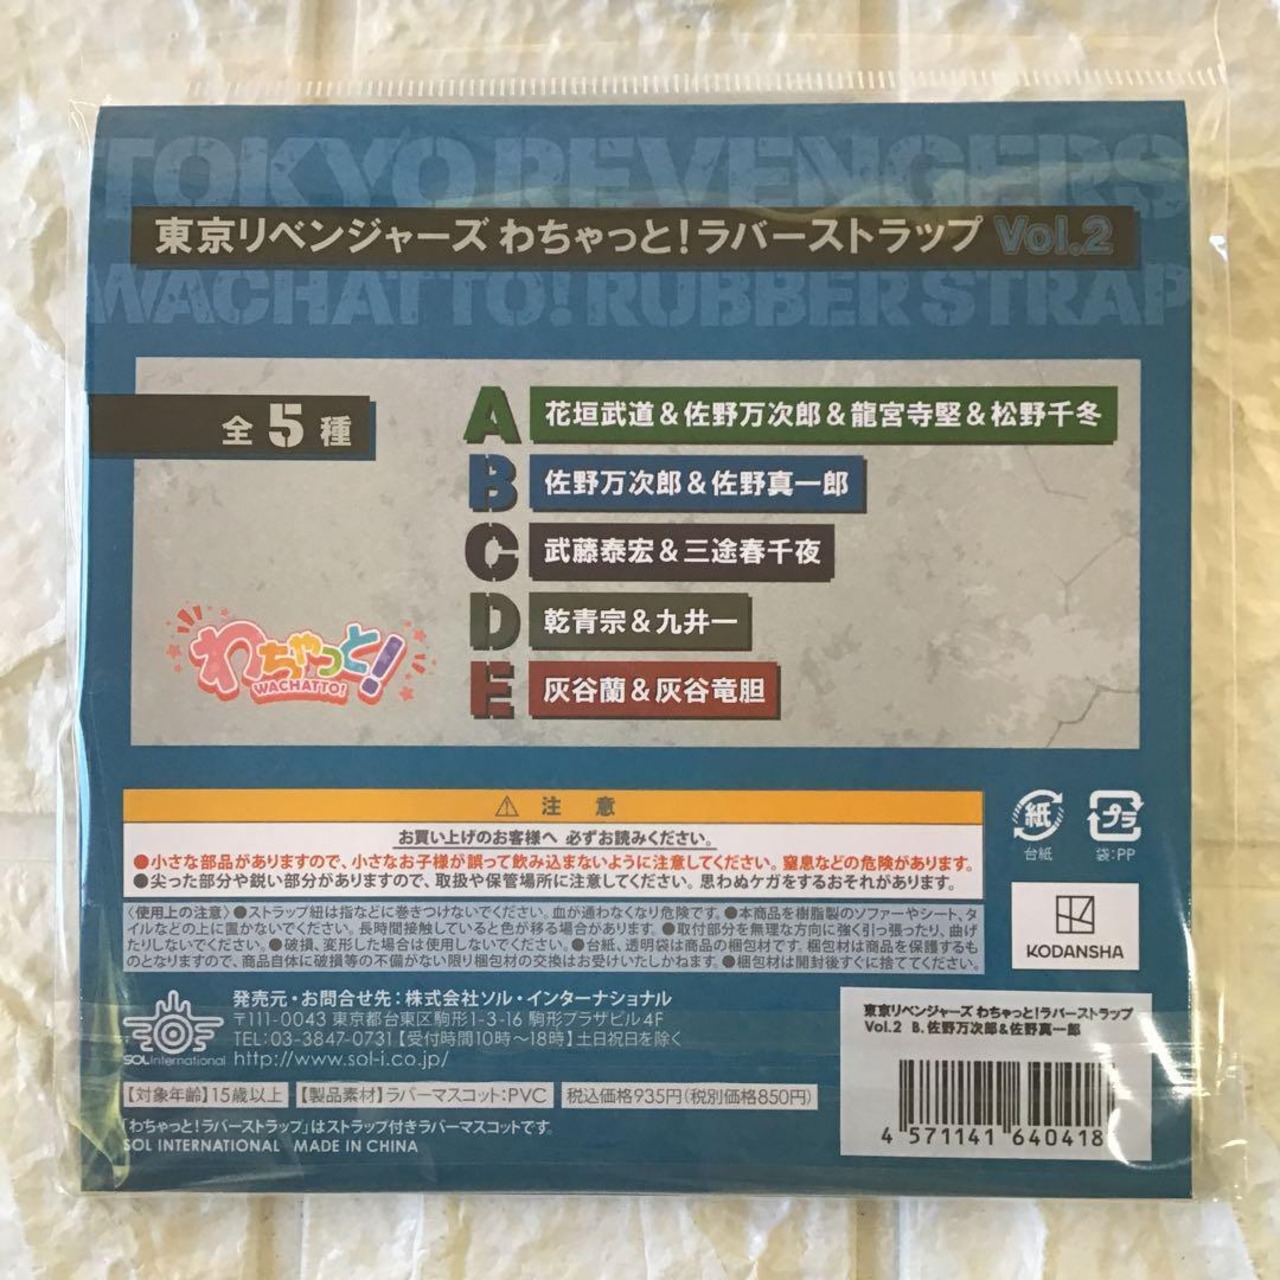 TOKYO REVENGERS
東京リベンジャーズ わちゃっと!ラバーストラップ Vol.2
WACHATTO! RUBBER STRAP
全5種
A 花垣武道&佐野万次郎&龍宮寺堅&松野千冬
B 佐野万次郎&佐野真一郎
C 武藤泰宏&三途春千夜
D 乾青宗&九井一
E 灰谷蘭&灰谷竜胆
わちゃっと!
WACHATTO!
⚠ 注 意
お買い上げのお客様へ 必ずお読みください。
●小さな部品がありますので、小さなお子様が誤って飲み込まないように注意してください。窒息などの危険があります。
●尖った部分や鋭い部分がありますので、取扱や保管場所に注意してください。思わぬケガをするおそれがあります。
〈使用上の注意〉●ストラップ紐は指などに巻きつけないでください。血が通わなくなり危険です。●本商品を樹脂製のソファーやシート、タ
イルなどの上に置かないでください。長時間接触していると色が移る場合があります。●取付部分を無理な方向に強く引っ張ったり、曲げ
たりしないでください。●破損、変形した場合は使用しないでください。●台紙、透明袋は商品の梱包材です。梱包材は商品を保護するも
のとなりますので、商品自体に破損等の不備がない限り梱包材の交換はお受けいたしかねます。●梱包材は開封後すぐに捨ててください。
紙
台紙
プラ
袋:PP
KODANSHA
SOL International
発売元・お問合せ先:株式会社ソル・インターナショナル
〒111-0043 東京都台東区駒形1-3-16 駒形プラザビル4F
TEL:03-3847-0731【受付時間10時〜18時】土日祝日を除く
http://www.sol-i.co.jp/
【対象年齢】15歳以上 【製品素材】ラバーマスコット:PVC 税込価格935円(税別価格850円)
「わちゃっと!ラバーストラップ」はストラップ付きラバーマスコットです。
SOL INTERNATIONAL MADE IN CHINA
東京リベンジャーズ わちゃっと!ラバーストラップ
Vol.2 B.佐野万次郎&佐野真一郎
4 571141 640418